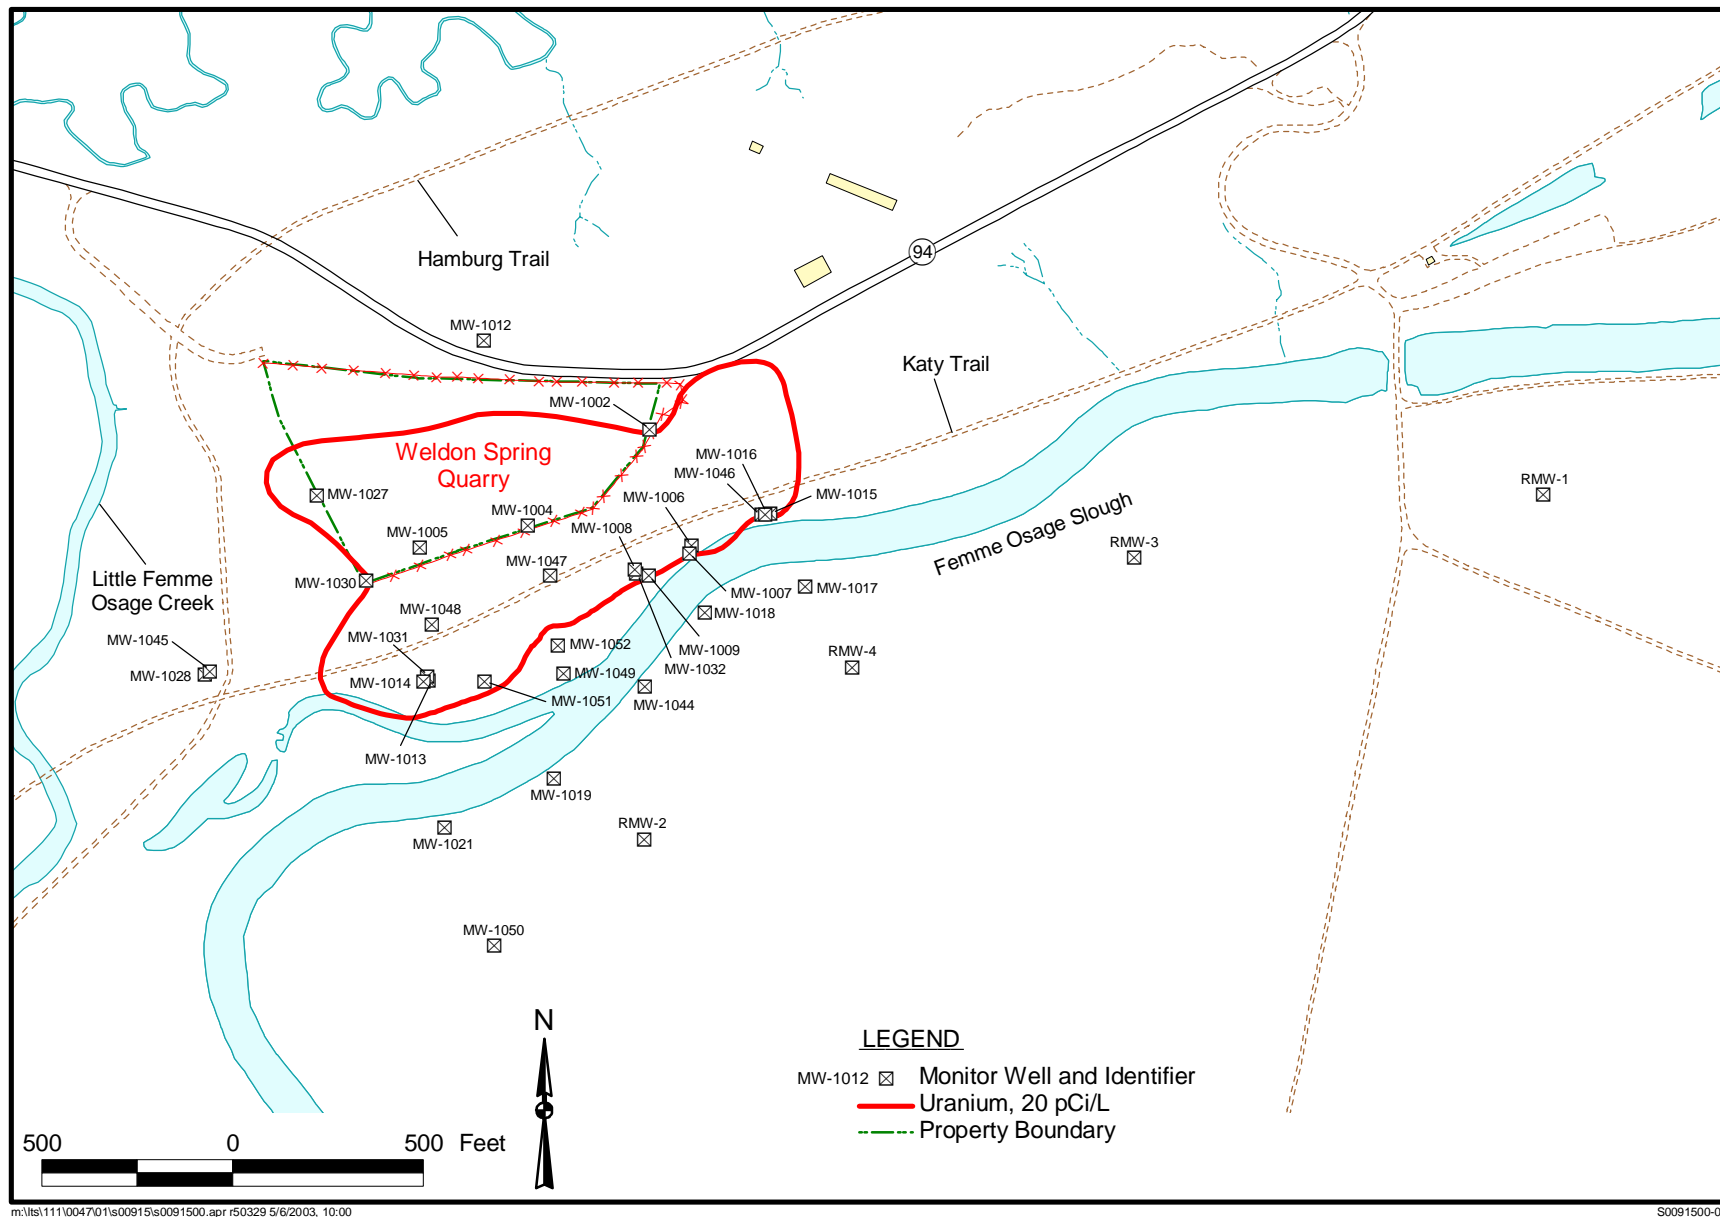 Hamburg Trail
94
MW-1012
Katy Trail
MW-1002
Weldon Spring
Quarry
MW-1016
MW-1046
MW-1027
MW-1006
MW-1015
RMW-1
MW-1004
MW-1008
MW-1005
Femme Osage Slough
RMW-3
MW-1047
MW-1030
Little Femme
Osage Creek
MW-1007
MW-1017
MW-1048
MW-1018
MW-1031
MW-1045
MW-1052
MW-1009
RMW-4
MW-1028
MW-1014
MW-1049
MW-1032
MW-1051
MW-1044
MW-1013
MW-1019
RMW-2
MW-1021
MW-1050
N
LEGEND
MW-1012 Monitor Well and Identifier
Uranium, 20 pCi/L
Property Boundary
500 0 500 Feet
m:\lts\111\0047\01\s00915\s0091500.apr r50329 5/6/2003, 10:00
S0091500-0